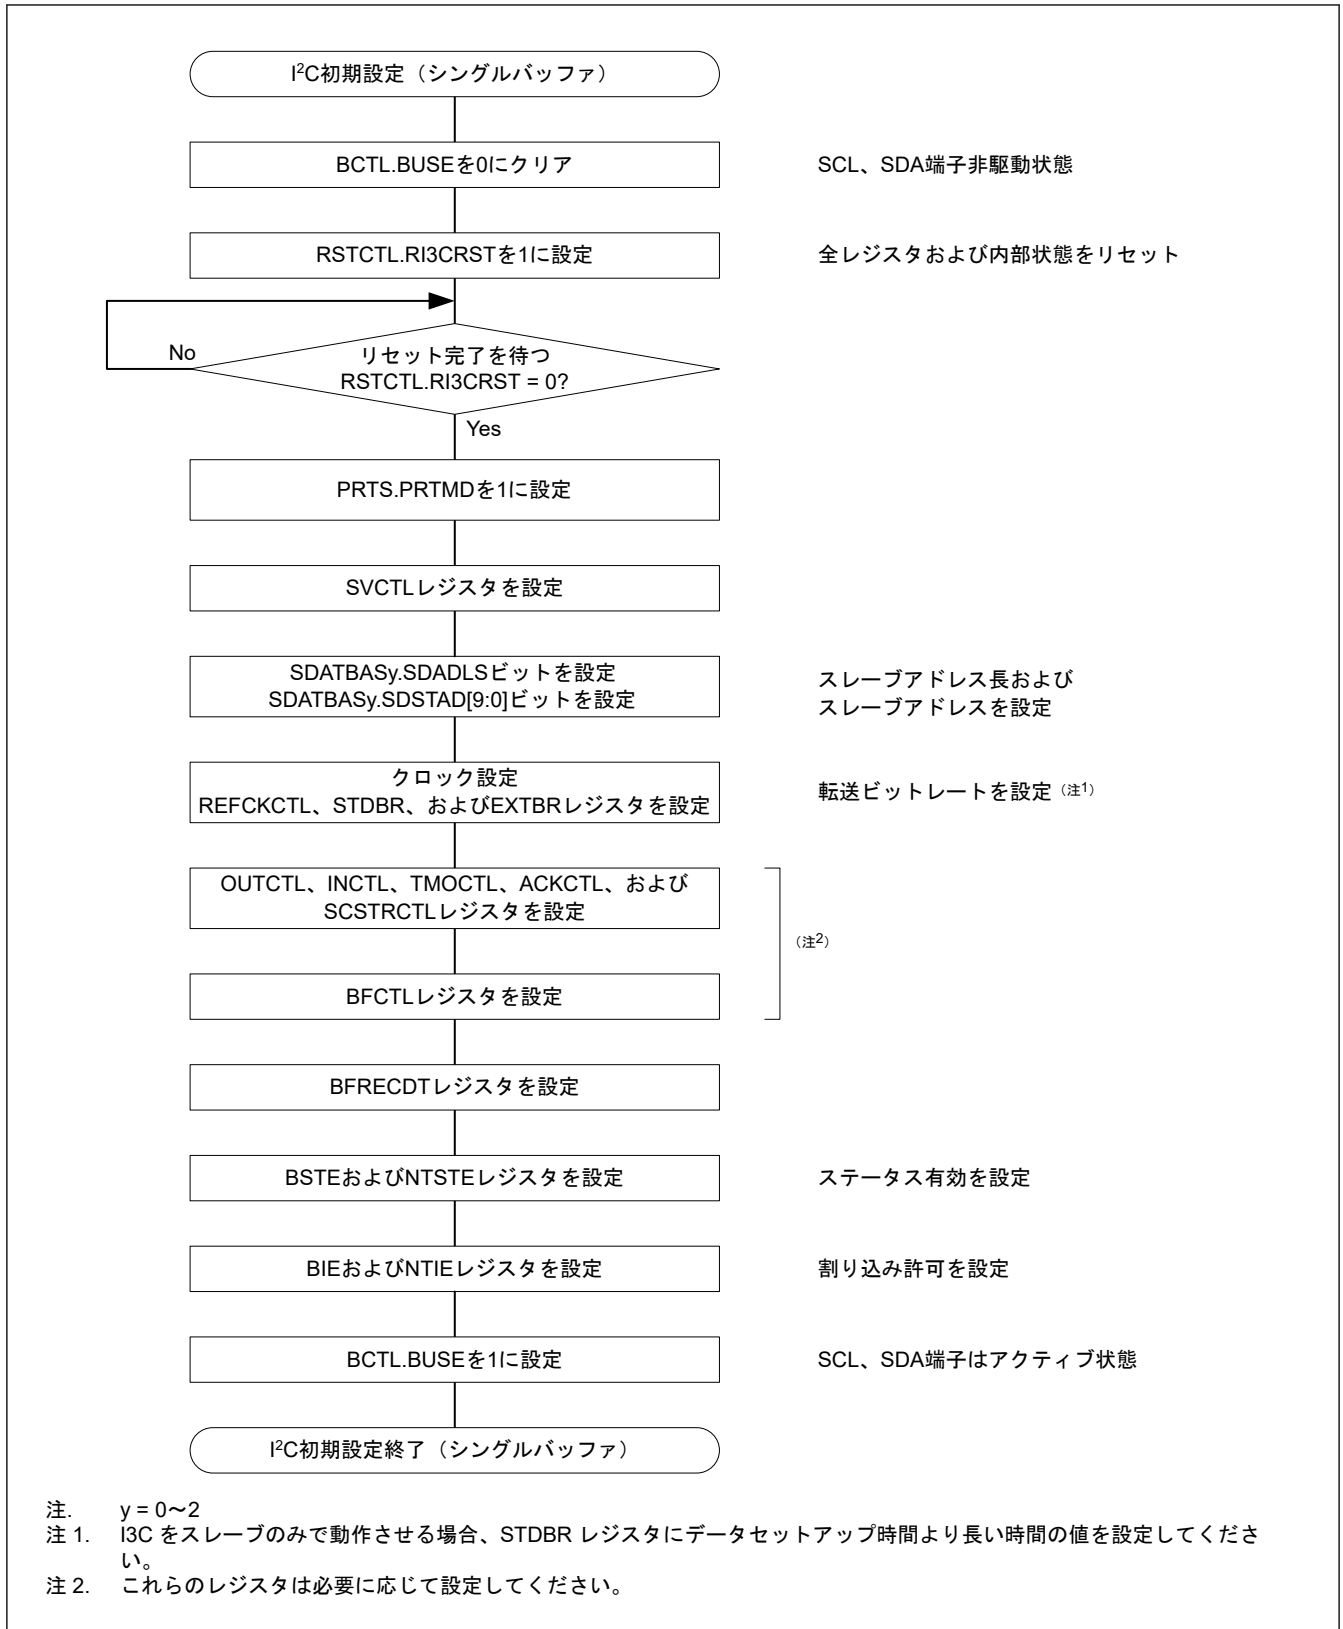 I²C初期設定（シングルバッファ）
BCTL.BUSEを0にクリア
SCL、SDA端子非駆動状態
RSTCTL.RI3CRSTを1に設定
全レジスタおよび内部状態をリセット
No
リセット完了を待つ
RSTCTL.RI3CRST = 0?
Yes
PRTS.PRTMDを1に設定
SVCTLレジスタを設定
SDATBASy.SDADLSビットを設定
SDATBASy.SDSTAD[9:0]ビットを設定
スレーブアドレス長および
スレーブアドレスを設定
クロック設定
REFCKCTL、STDBR、およびEXTBRレジスタを設定
転送ビットレートを設定（注1）
OUTCTL、INCTL、TMOCTL、ACKCTL、および
SCSTRCTLレジスタを設定
（注2）
BFCTLレジスタを設定
BFRECDTレジスタを設定
BSTEおよびNTSTEレジスタを設定
ステータス有効を設定
BIEおよびNTIEレジスタを設定
割り込み許可を設定
BCTL.BUSEを1に設定
SCL、SDA端子はアクティブ状態
I²C初期設定終了（シングルバッファ）
注. y = 0～2
注 1. I3C をスレーブのみで動作させる場合、STDBR レジスタにデータセットアップ時間より長い時間の値を設定してくださ
い。
注 2. これらのレジスタは必要に応じて設定してください。